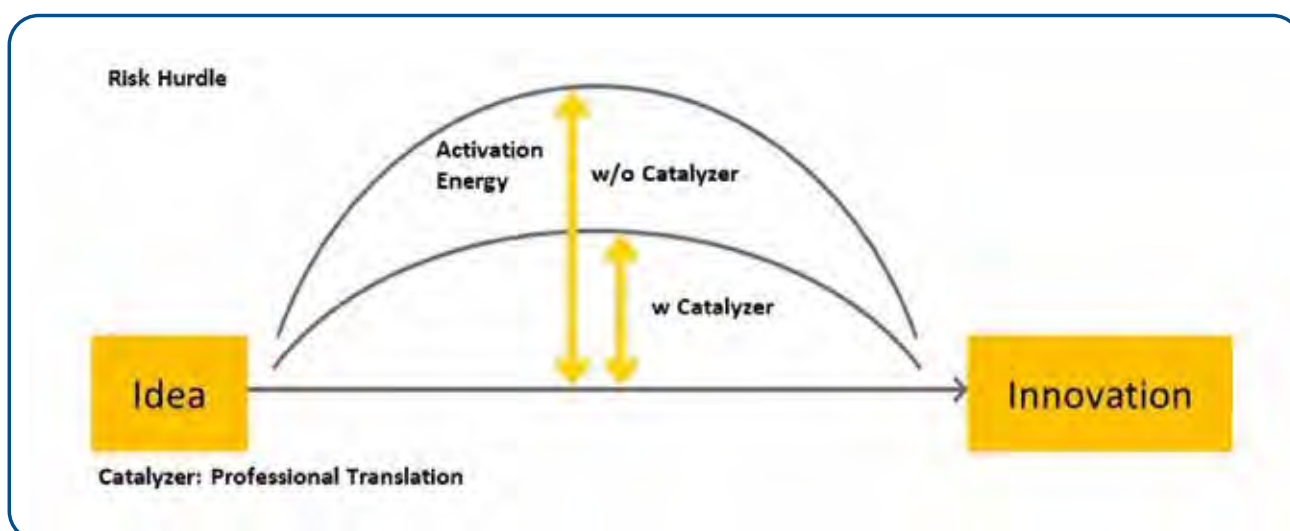 Risk Hurdle
Activation
Energy
w/o Catalyzer
w Catalyzer
Idea
Innovation
Catalyzer: Professional Translation